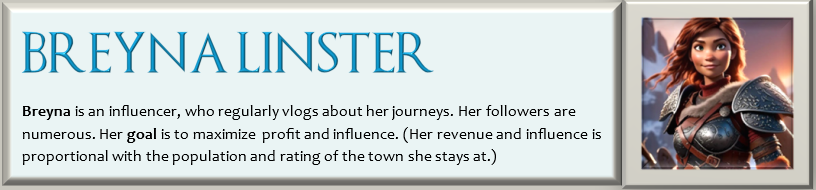 BREYNA LINSTER
Breyna is an influencer, who regularly vlogs about her journeys. Her followers are
numerous. Her goal is to maximize profit and influence. (Her revenue and influence is
proportional with the population and rating of the town she stays at.)